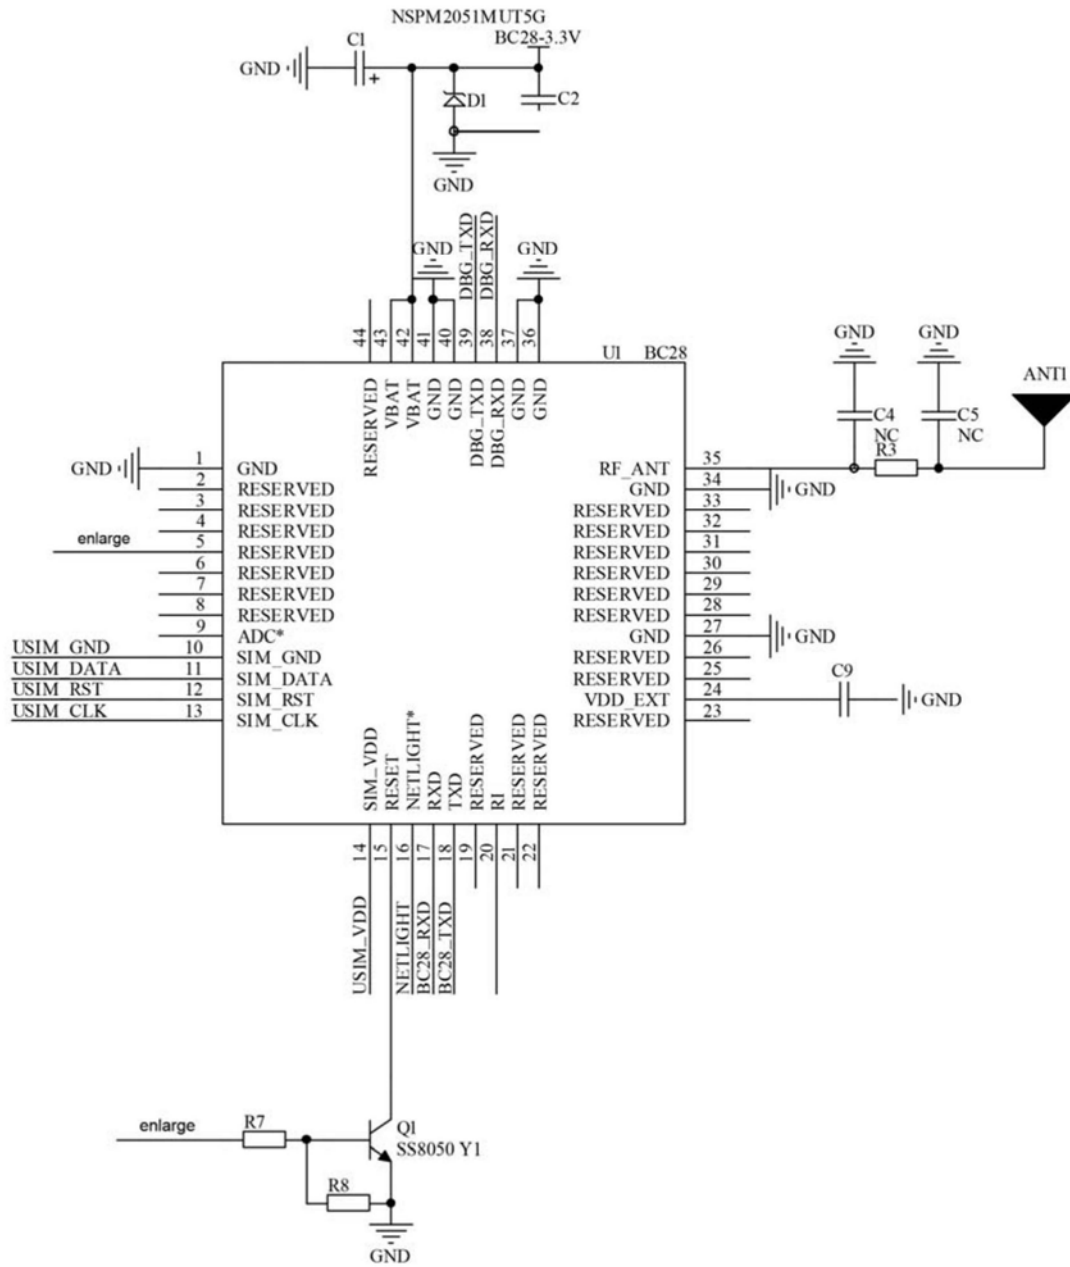 NSPM2051MUT5G
BC28-3.3V
C1
GND
+
D1
C2
GND
GND
DBG_TXD
DBG_RXD
GND
44
43
42
41
40
39
38
37
36
U1 BC28
RESERVED
VBAT
VBAT
GND
GND
DBG_TXD
DBG_RXD
GND
GND
GND
GND
ANT1
C4
NC
C5
NC
R3
GND
1 GND
2 RESERVED
3 RESERVED
4 RESERVED
enlarge 5 RESERVED
6 RESERVED
7 RESERVED
8 RESERVED
9 ADC*
USIM_GND 10 SIM_GND
USIM_DATA 11 SIM_DATA
USIM_RST 12 SIM_RST
USIM_CLK 13 SIM_CLK
RF_ANT 35
GND 34 GND
RESERVED 33
RESERVED 32
RESERVED 31
RESERVED 30
RESERVED 29
RESERVED 28
GND 27 GND
RESERVED 26
RESERVED 25
VDD_EXT 24 C9 GND
RESERVED 23
SIM_VDD
RESET
NETLIGHT*
RXD
TXD
RESERVED
RI
RESERVED
RESERVED
14
15
16
17
18
19
20
21
22
USIM_VDD
NETLIGHT
BC28_RXD
BC28_TXD
enlarge
R7
Q1
SS8050 Y1
R8
GND